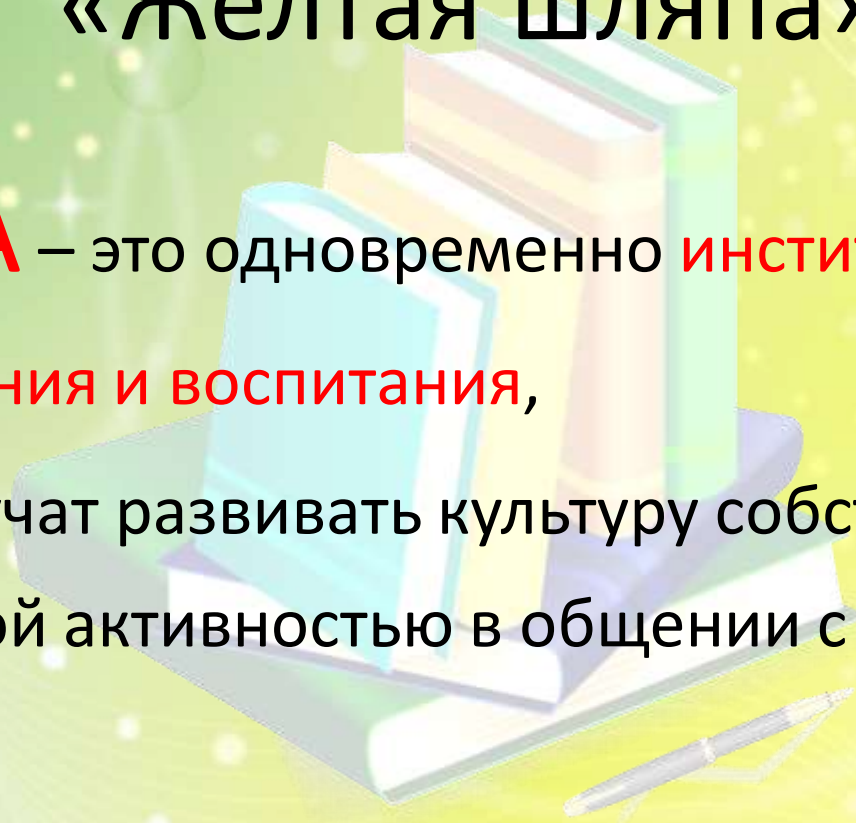 «Желтая шляпа»
А – это одновременно инстит
ния и воспитания,
чат развивать культуру собст
ой активностью в общении с